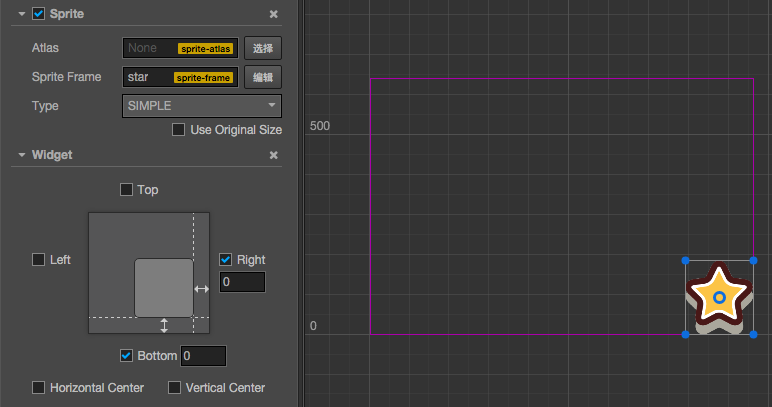 Sprite
Atlas None sprite-atlas 选择
Sprite Frame star sprite-frame 编辑
Type SIMPLE
Use Original Size
Widget
Top
Left
Right
0
Bottom 0
Horizontal Center Vertical Center
500
0